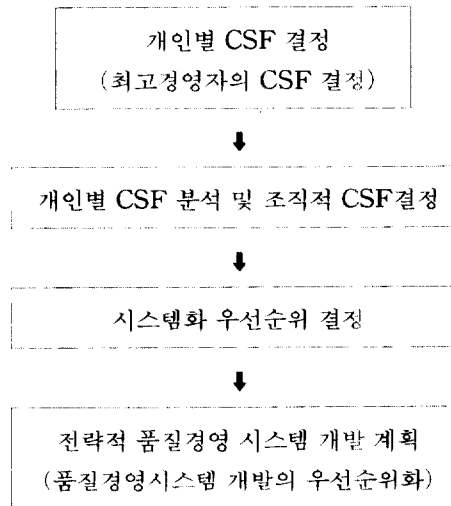 개인별 CSF 결정
(최고경영자의 CSF 결정)
개인별 CSF 분석 및 조직적 CSF결정
시스템화 우선순위 결정
전략적 품질경영 시스템 개발 계획
(품질경영시스템 개발의 우선순위화)